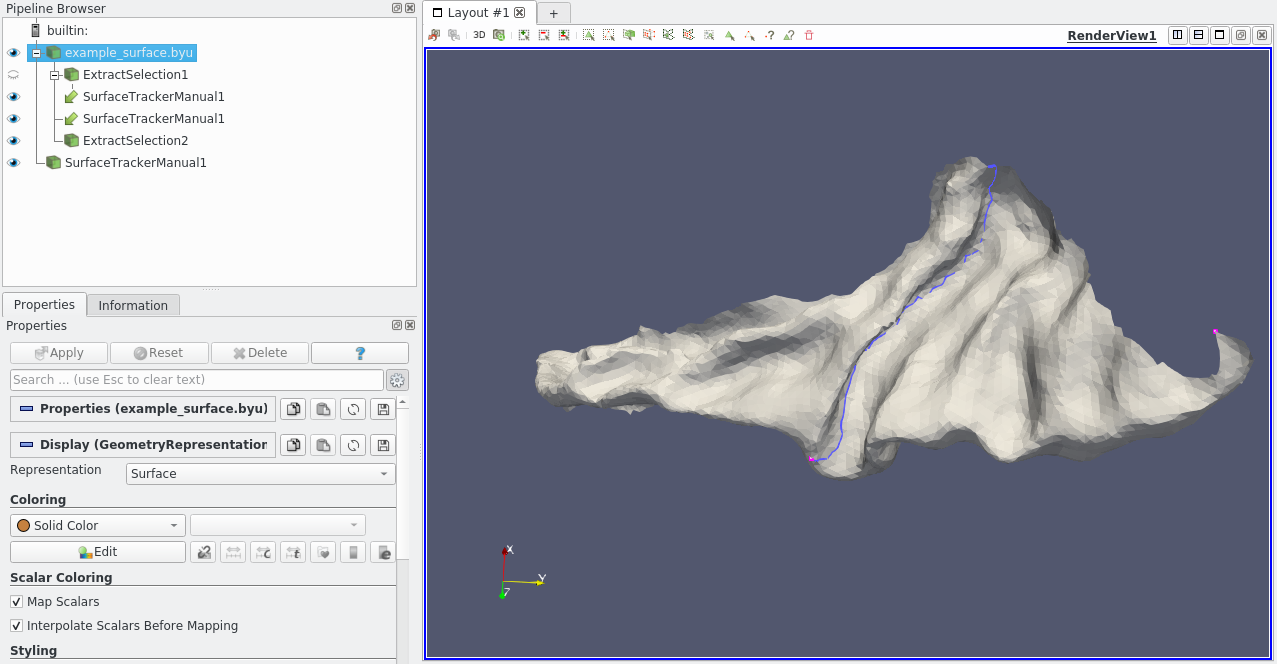 Pipeline Browser
builtin:
example_surface.byu
ExtractSelection1
SurfaceTrackerManual1
SurfaceTrackerManual1
ExtractSelection2
SurfaceTrackerManual1
Properties Information
Properties
Apply Reset Delete ?
Search ... (use Esc to clear text)
Properties (example_surface.byu)
Display (GeometryRepresentation
Representation Surface
Coloring
Solid Color
Edit
Scalar Coloring
Map Scalars
Interpolate Scalars Before Mapping
Styling
Layout #1 +
3D RenderView1
X
Y
Z